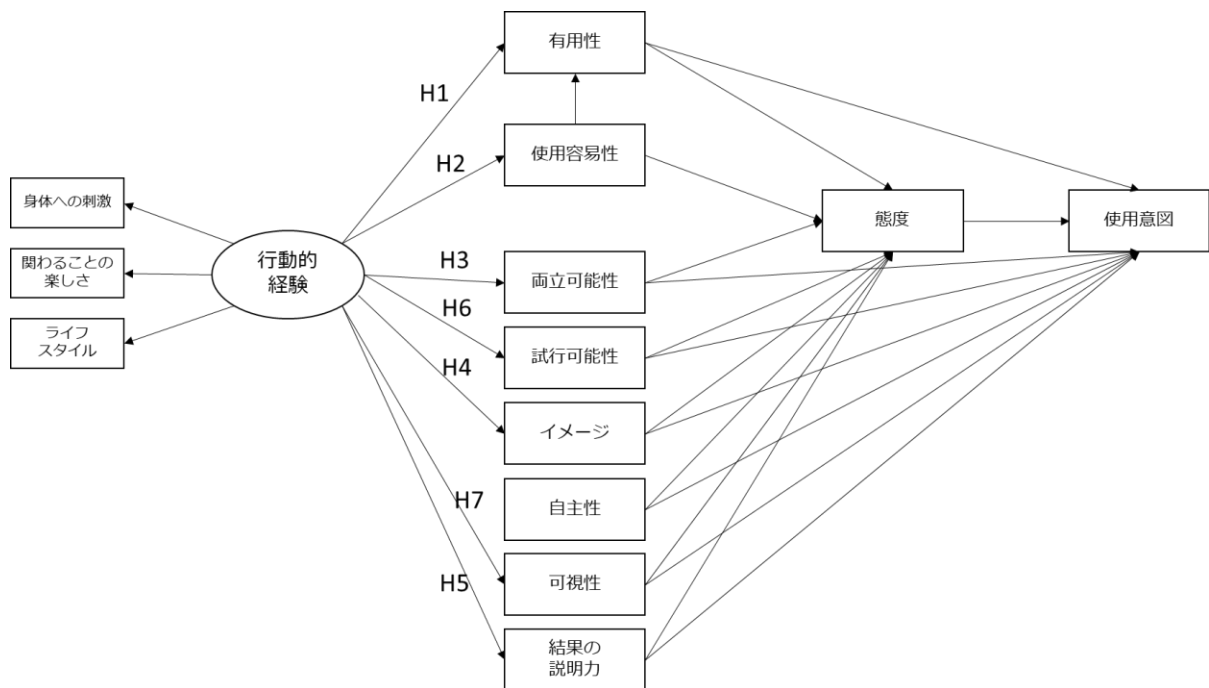 有用性
H1
使用容易性
H2
身体への刺激
態度
使用意図
関わることの
楽しさ
行動的
経験
H3
両立可能性
H6
ライフ
スタイル
試行可能性
H4
イメージ
自主性
H7
可視性
H5
結果の
説明力